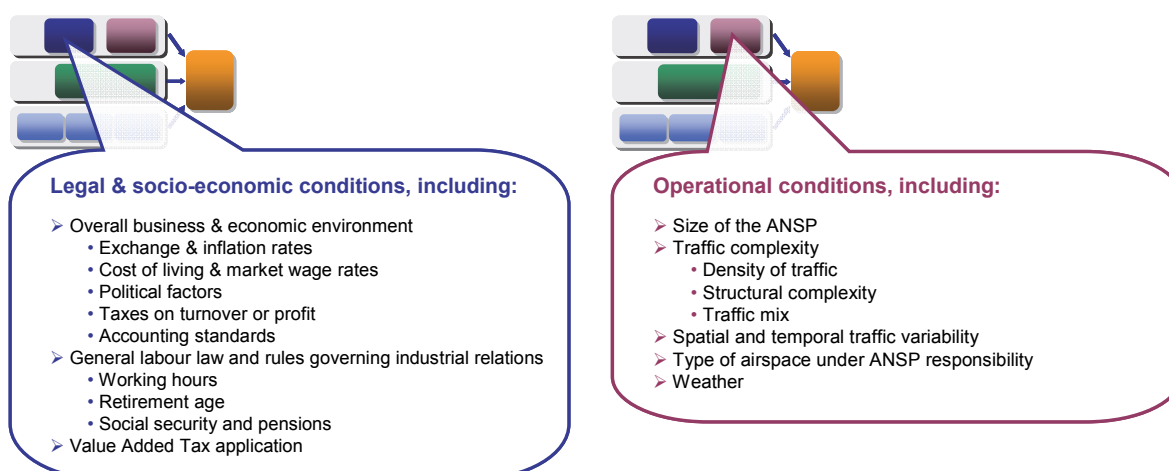 Legal & socio-economic conditions, including:
➢ Overall business & economic environment
• Exchange & inflation rates
• Cost of living & market wage rates
• Political factors
• Taxes on turnover or profit
• Accounting standards
➢ General labour law and rules governing industrial relations
• Working hours
• Retirement age
• Social security and pensions
➢ Value Added Tax application
Operational conditions, including:
➢ Size of the ANSP
➢ Traffic complexity
• Density of traffic
• Structural complexity
• Traffic mix
➢ Spatial and temporal traffic variability
➢ Type of airspace under ANSP responsibility
➢ Weather